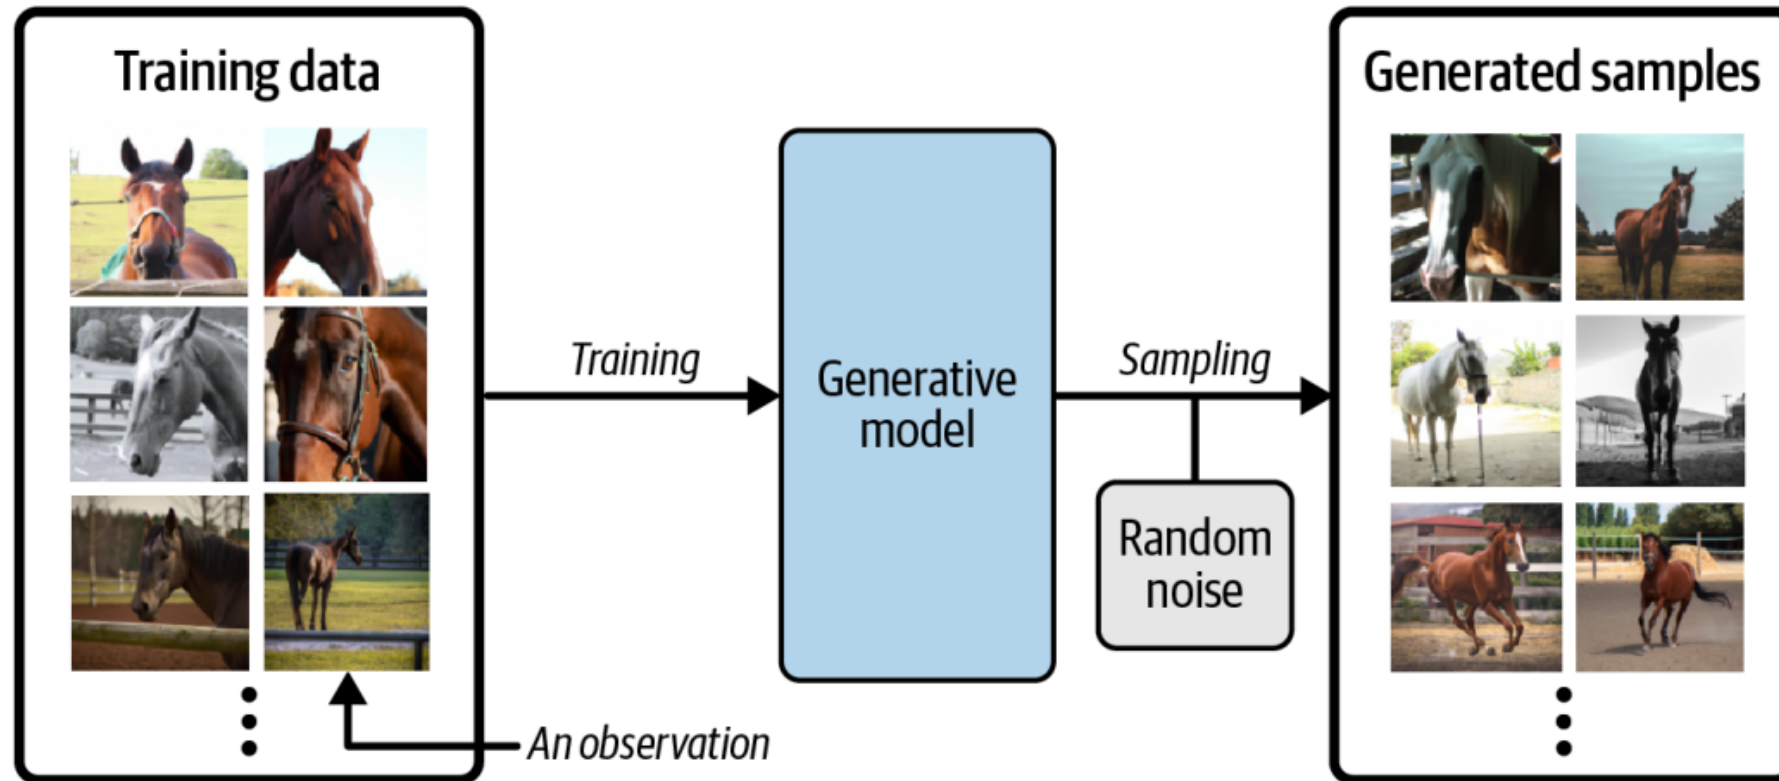 Training data
Generated samples
Training
Generative
model
Sampling
Random
noise
An observation